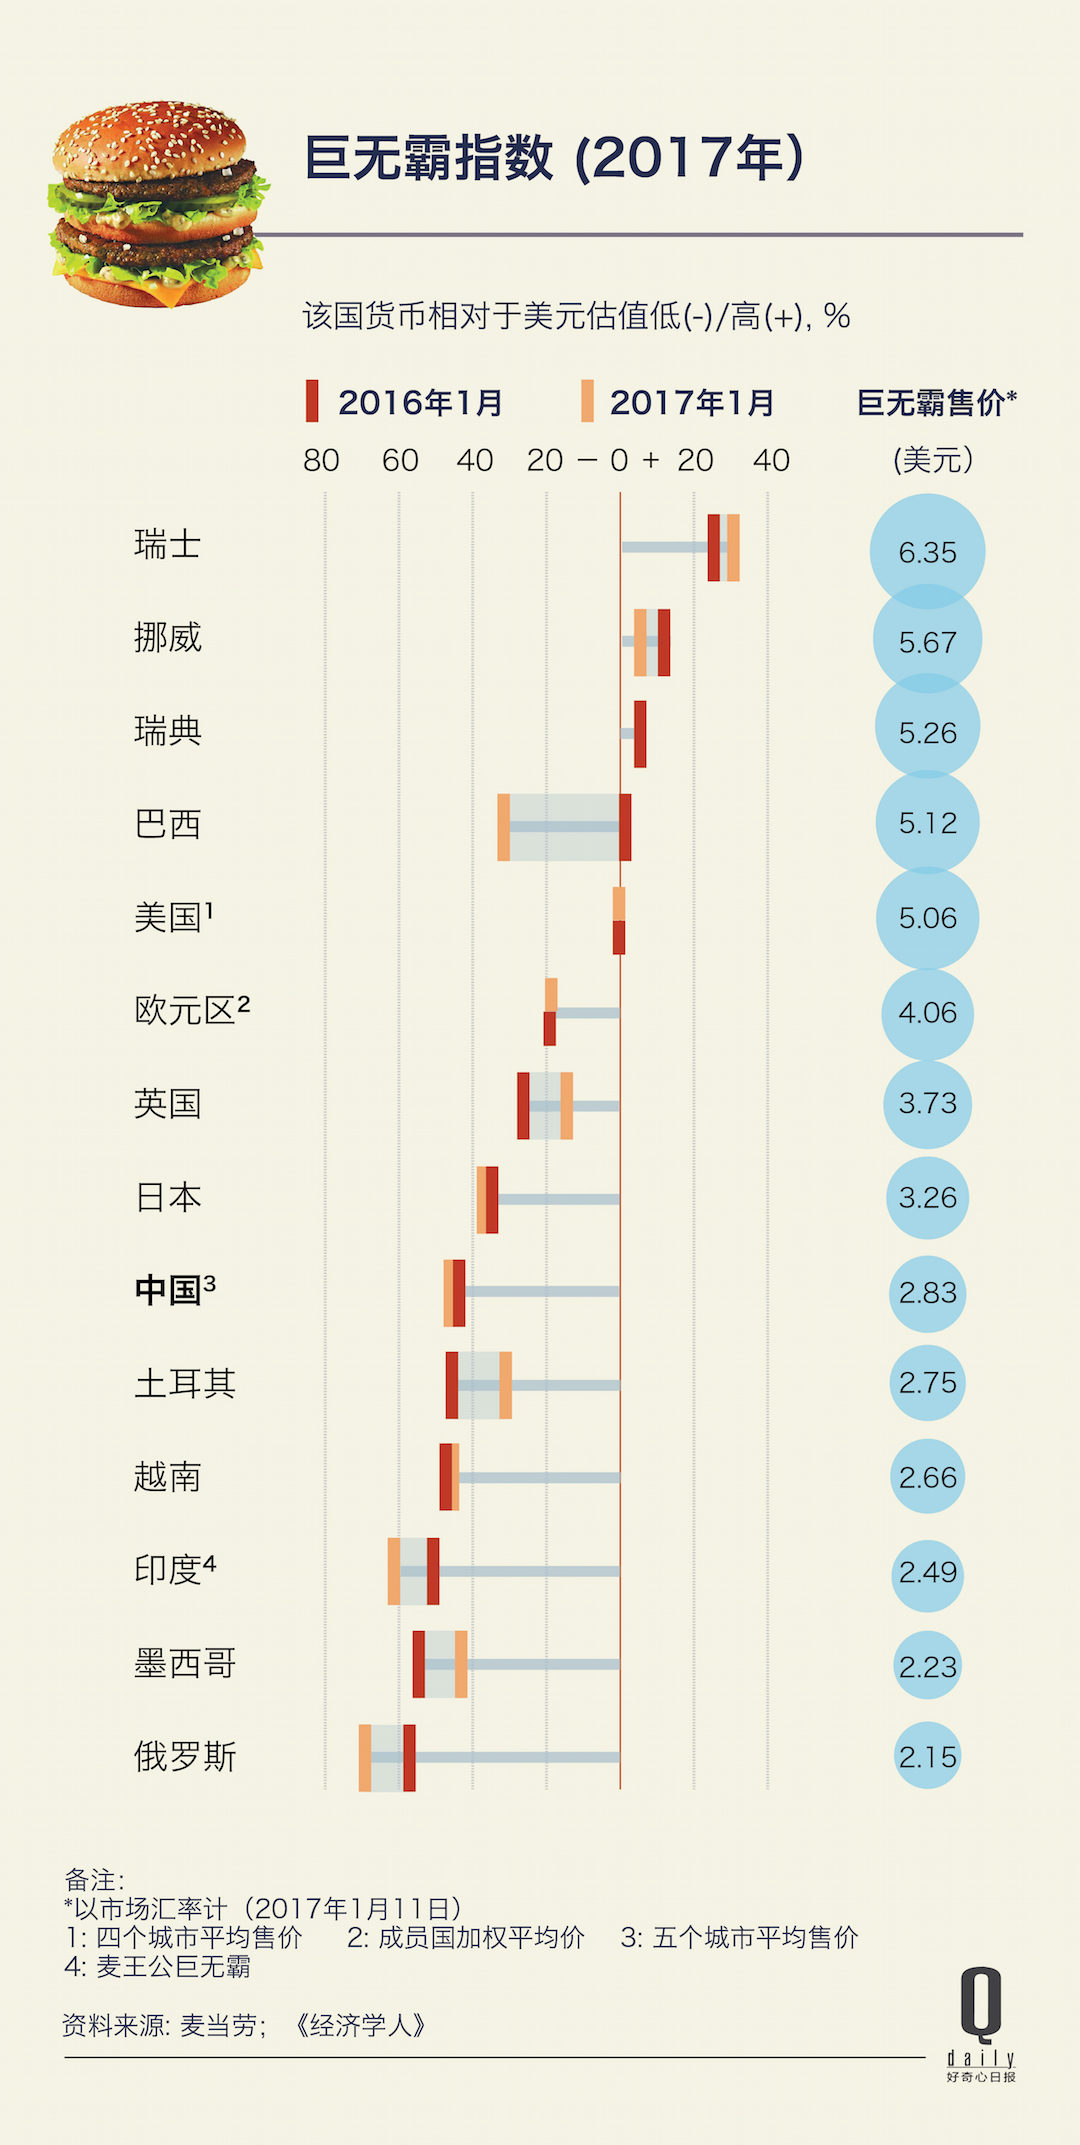 巨无霸指数 (2017年)
该国货币相对于美元估值低(-)/高(+), %
2016年1月 2017年1月 巨无霸售价*
80 60 40 20 — 0 + 20 40 (美元)
瑞士 6.35
挪威 5.67
瑞典 5.26
巴西 5.12
美国¹ 5.06
欧元区² 4.06
英国 3.73
日本 3.26
中国³ 2.83
土耳其 2.75
越南 2.66
印度⁴ 2.49
墨西哥 2.23
俄罗斯 2.15
备注:
*以市场汇率计（2017年1月11日）
1: 四个城市平均售价 2: 成员国加权平均价 3: 五个城市平均售价
4: 麦王公巨无霸
资料来源: 麦当劳; 《经济学人》
Q
daily
好奇心日报